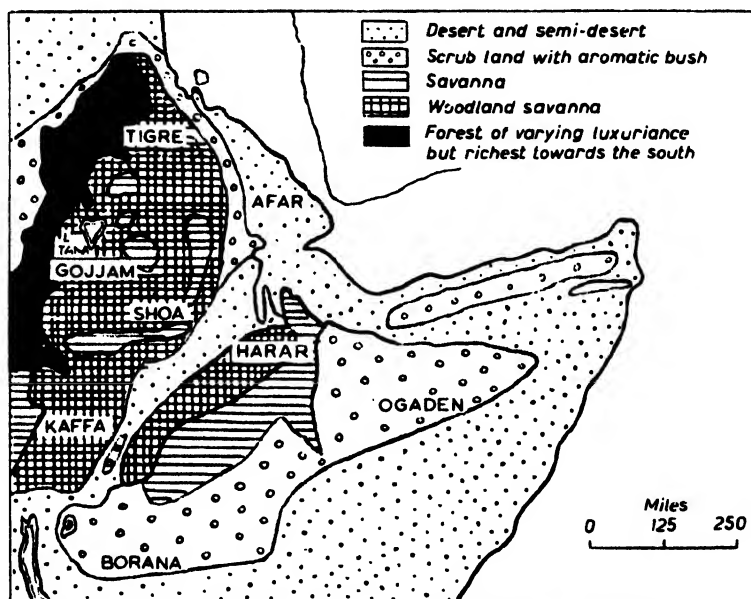 Desert and semi-desert
Scrub land with aromatic bush
Savanna
Woodland savanna
Forest of varying luxuriance
but richest towards the south
TIGRE
AFAR
L
TANA
GOJJAM
SHOA
HARAR
OGADEN
KAFFA
BORANA
Miles
0 125 250